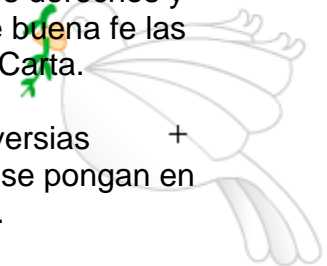 derechos y
buena fe las
Carta.
versias
se pongan en